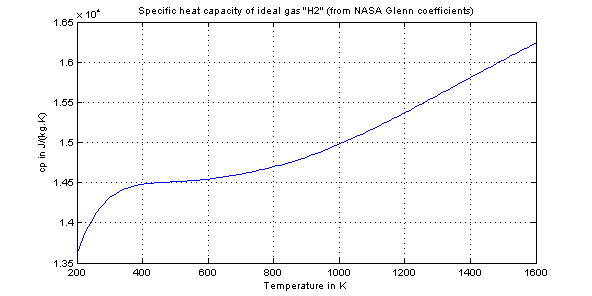 Specific heat capacity of ideal gas "H2" (from NASA Glenn coefficients)
x 10⁴
1.65
1.6
1.55
1.5
1.45
1.4
1.35
cp in J/(kg.K)
200 400 600 800 1000 1200 1400 1600
Temperature in K